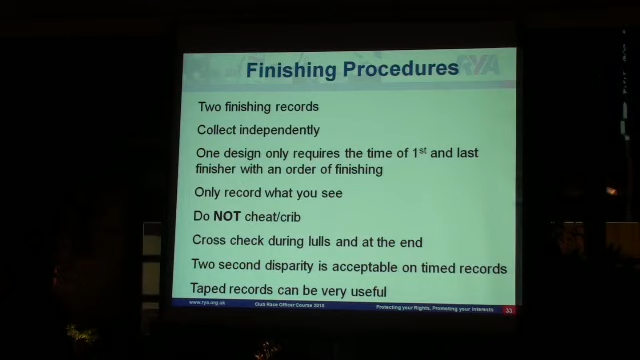 Finishing Procedures
RYA
Two finishing records
Collect independently
One design only requires the time of 1st and last
finisher with an order of finishing
Only record what you see
Do NOT cheat/crib
Cross check during lulls and at the end
Two second disparity is acceptable on timed records
Taped records can be very useful
www.rya.org.uk Club Race Officer Course 2010 Protecting your Rights, Promoting your Interests 33